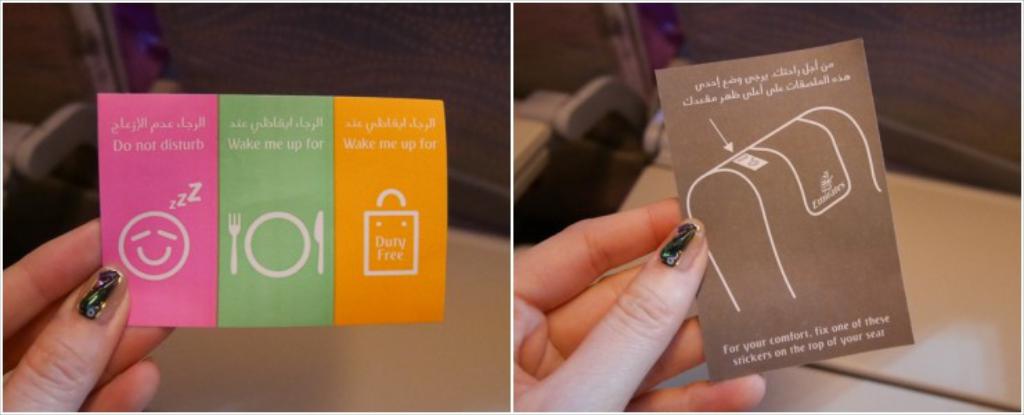 الرجاء عدم الإزعاج
Do not disturb
zzZ
الرجاء ايقاظي عند
Wake me up for
الرجاء ايقاظي عند
Wake me up for
Duty
Free
من أجل راحتك، يرجى وضع إحدى
هذه الملصقات على أعلى ظهر مقعدك
Emirates
For your comfort, fix one of these
stickers on the top of your seat